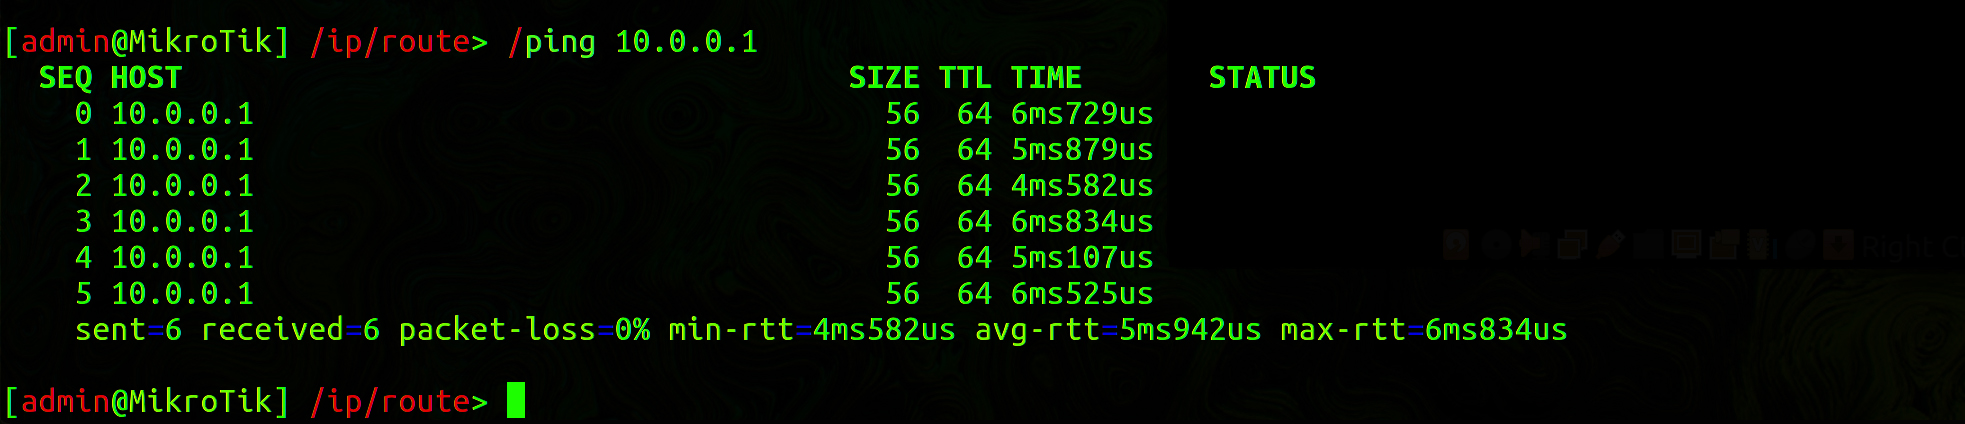 [admin@MikroTik] /ip/route> /ping 10.0.0.1
SEQ HOST SIZE TTL TIME STATUS
0 10.0.0.1 56 64 6ms729us
1 10.0.0.1 56 64 5ms879us
2 10.0.0.1 56 64 4ms582us
3 10.0.0.1 56 64 6ms834us
4 10.0.0.1 56 64 5ms107us
5 10.0.0.1 56 64 6ms525us
sent=6 received=6 packet-loss=0% min-rtt=4ms582us avg-rtt=5ms942us max-rtt=6ms834us
[admin@MikroTik] /ip/route>
Right C